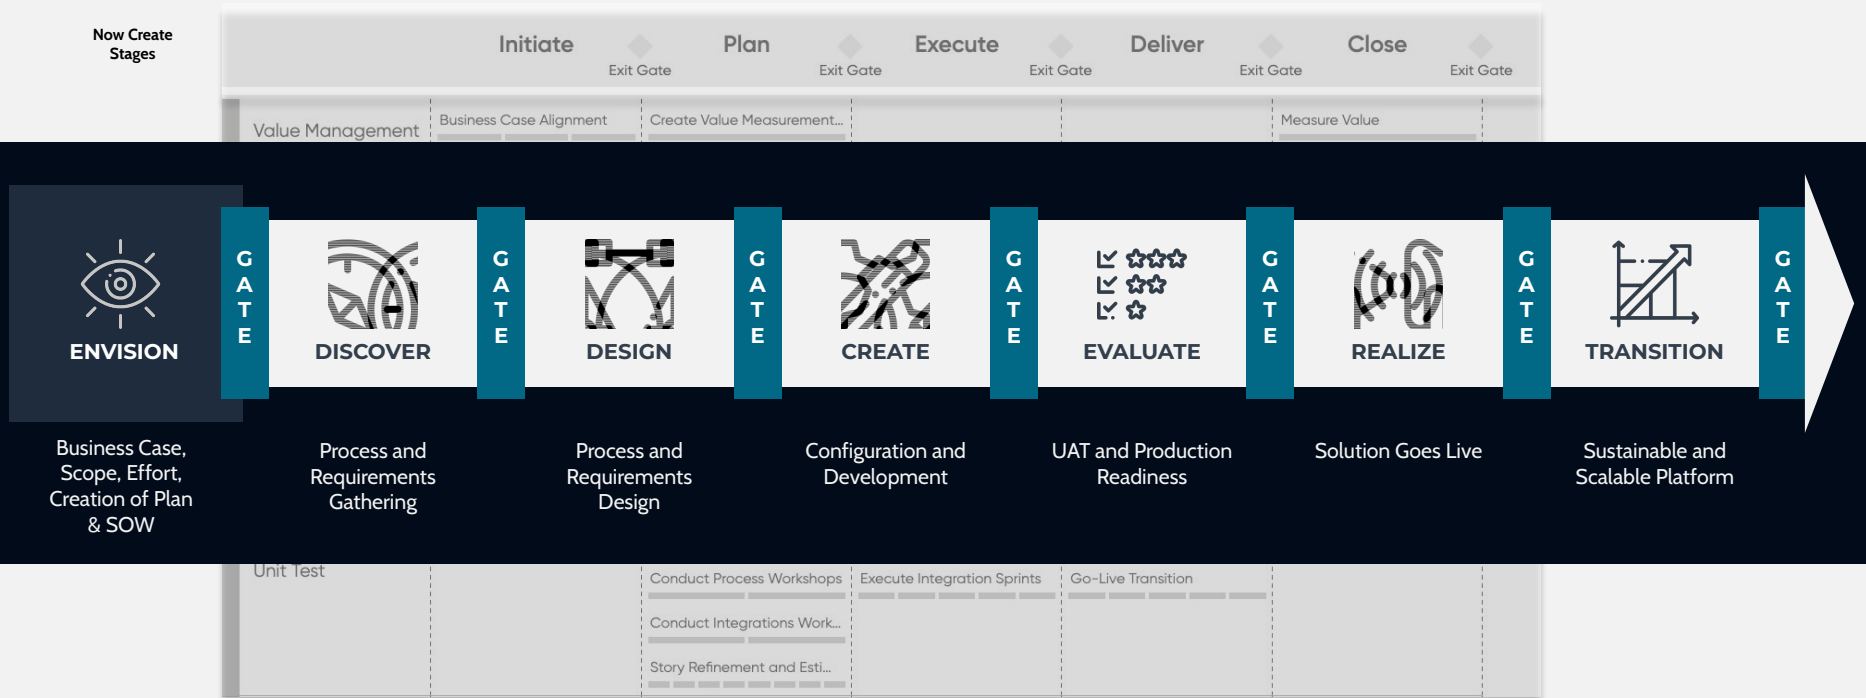 Now Create
Stages
Initiate
Plan
Execute
Deliver
Close
Exit Gate
Exit Gate
Exit Gate
Exit Gate
Exit Gate
Value Management
Business Case Alignment
Create Value Measurement...
Measure Value
GATE
GATE
GATE
GATE
GATE
GATE
GATE
ENVISION
DISCOVER
DESIGN
CREATE
EVALUATE
REALIZE
TRANSITION
Business Case,
Scope, Effort,
Creation of Plan
& SOW
Process and
Requirements
Gathering
Process and
Requirements
Design
Configuration and
Development
UAT and Production
Readiness
Solution Goes Live
Sustainable and
Scalable Platform
Unit Test
Conduct Process Workshops
Execute Integration Sprints
Go-Live Transition
Conduct Integrations Work...
Story Refinement and Esti...